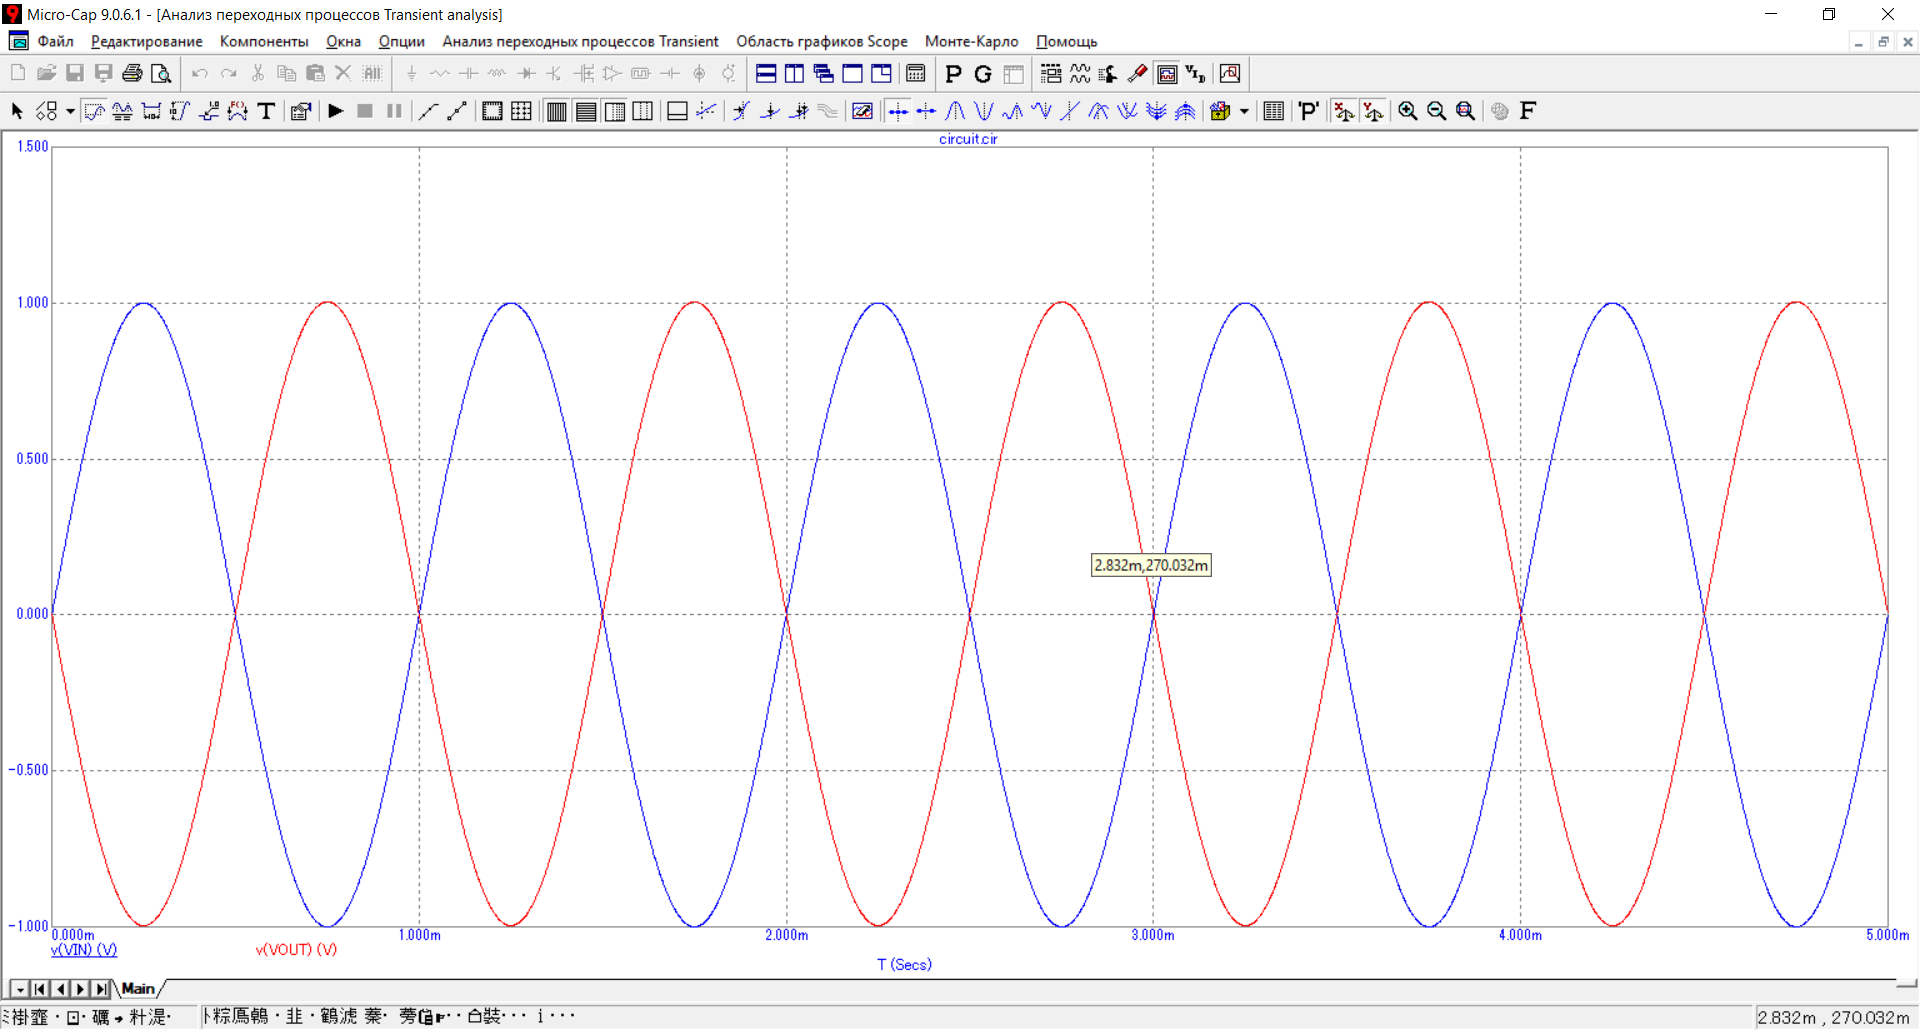 Micro-Cap 9.0.6.1 - [Анализ переходных процессов Transient analysis]
Файл Редактирование Компоненты Окна Опции Анализ переходных процессов Transient Область графиков Scope Монте-Карло Помощь
circuit.cir
1.500
1.000
0.500
2.832m,270.032m
0.000
-0.500
-1.000
0.000m 1.000m 2.000m 3.000m 4.000m 5.000m
v(VIN) (V) v(VOUT) (V)
T (Secs)
Main
2.832m , 270.032m